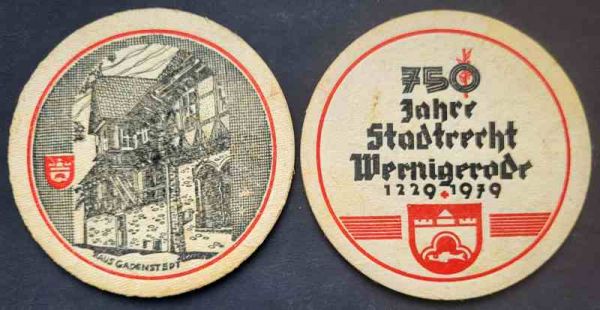 HAUS GADENSTEDT
750
Jahre
Stadtrecht
Wernigerode
1229 1979